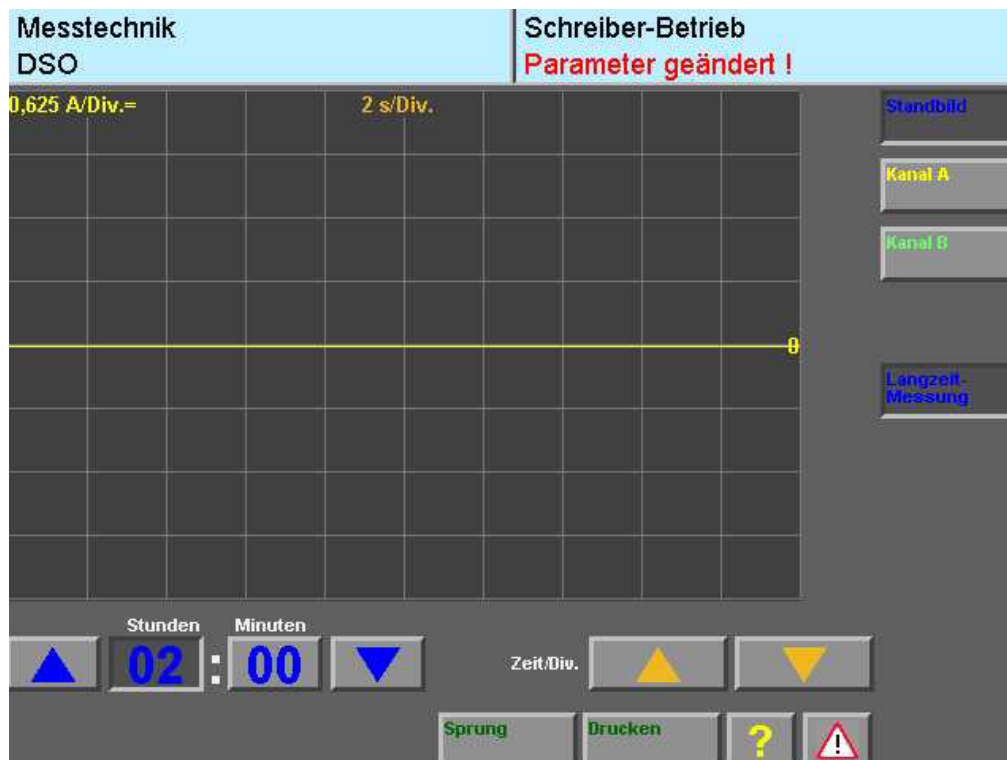 Messtechnik
DSO
Schreiber-Betrieb
Parameter geändert !
0,625 A/Div.=
2 s/Div.
Standbild
Kanal A
Kanal B
0
Langzeit-
Messung
Stunden
Minuten
02 : 00
Zeit/Div.
Sprung
Drucken
?
!